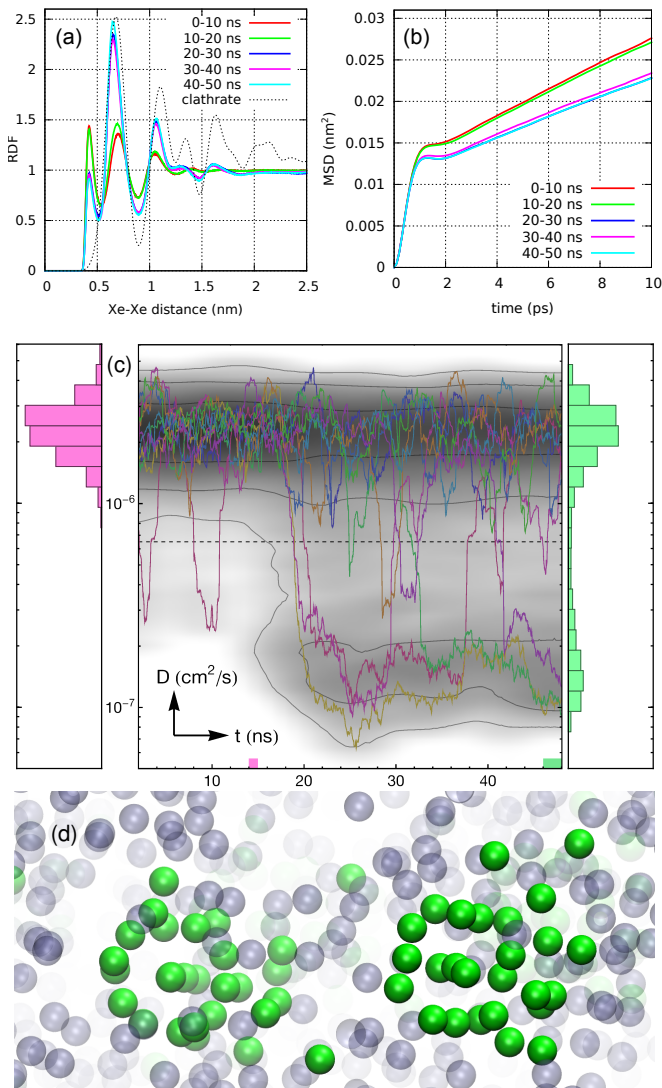 (a)
0-10 ns
10-20 ns
20-30 ns
30-40 ns
40-50 ns
clathrate
RDF
2.5
2
1.5
1
0.5
0
0
0.5
1
1.5
2
2.5
Xe-Xe distance (nm)
(b)
MSD (nm²)
0.03
0.025
0.02
0.015
0.01
0.005
0
0-10 ns
10-20 ns
20-30 ns
30-40 ns
40-50 ns
0
2
4
6
8
10
time (ps)
(c)
10⁻⁶
10⁻⁷
D (cm²/s)
t (ns)
10
20
30
40
(d)